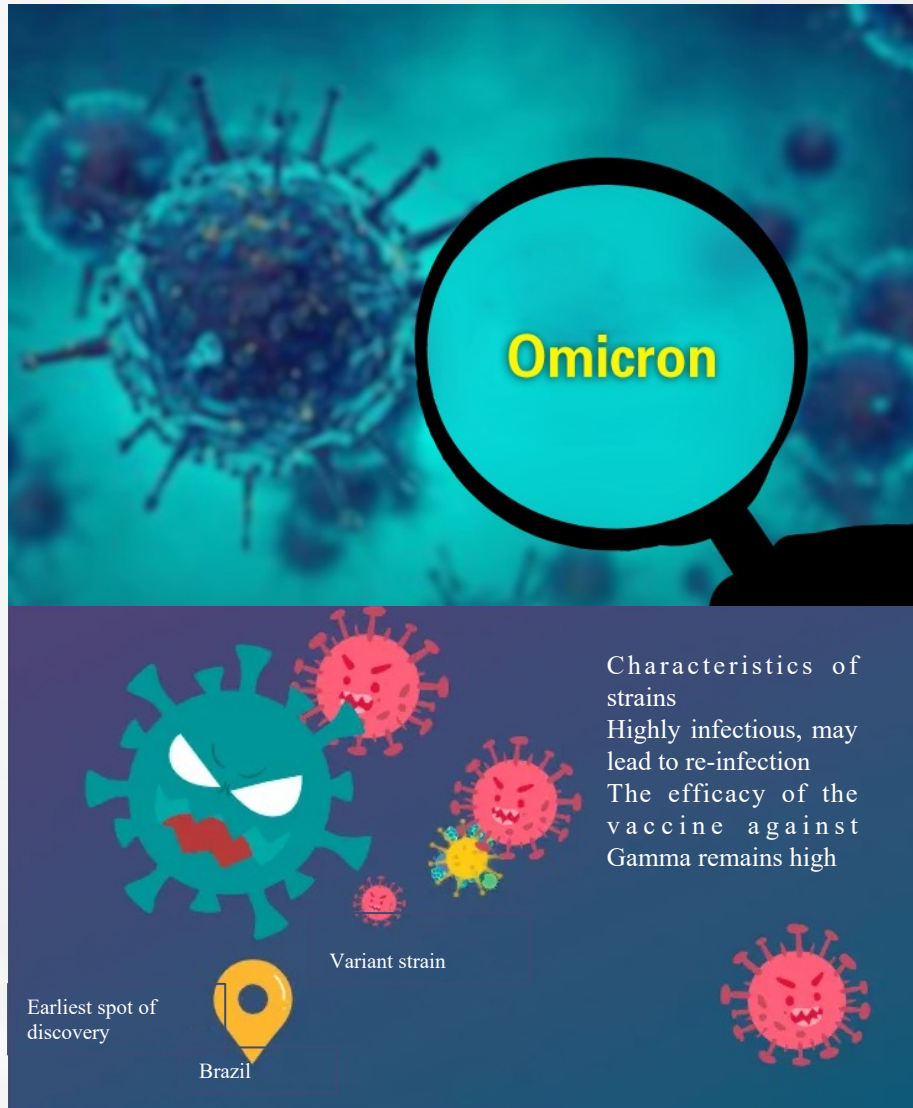 Omicron
Characteristics of
strains
Highly infectious, may
lead to re-infection
The efficacy of the
vaccine against
Gamma remains high
Variant strain
Earliest spot of
discovery
Brazil